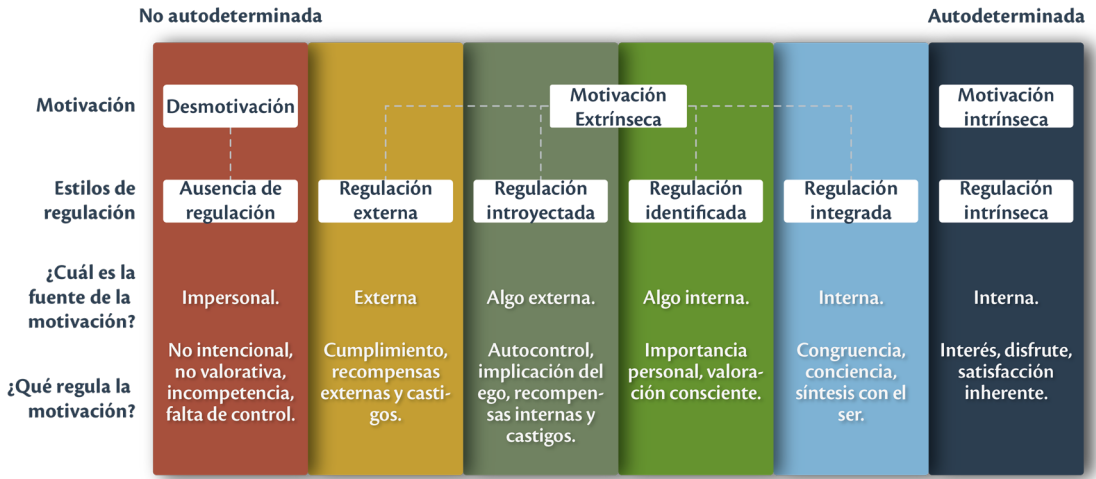 No autodeterminada
Autodeterminada
Motivación
Desmotivación
Motivación
Extrínseca
Motivación
intrínseca
Estilos de
regulación
Ausencia de
regulación
Regulación
externa
Regulación
introyectada
Regulación
identificada
Regulación
integrada
Regulación
intrínseca
¿Cuál es la
fuente de la
motivación?
Impersonal.
Externa
Algo externa.
Algo interna.
Interna.
Interna.
¿Qué regula la
motivación?
No intencional,
no valorativa,
incompetencia,
falta de control.
Cumplimiento,
recompensas
externas y casti-
gos.
Autocontrol,
implicación del
ego, recompen-
sas internas y
castigos.
Importancia
personal, valora-
ción consciente.
Congruencia,
conciencia,
síntesis con el
ser.
Interés, disfrute,
satisfacción
inherente.